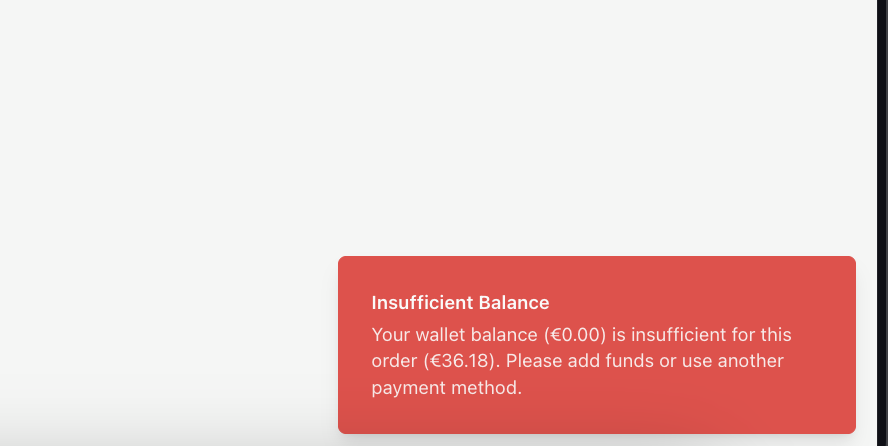 Insufficient Balance
Your wallet balance (€0.00) is insufficient for this
order (€36.18). Please add funds or use another
payment method.